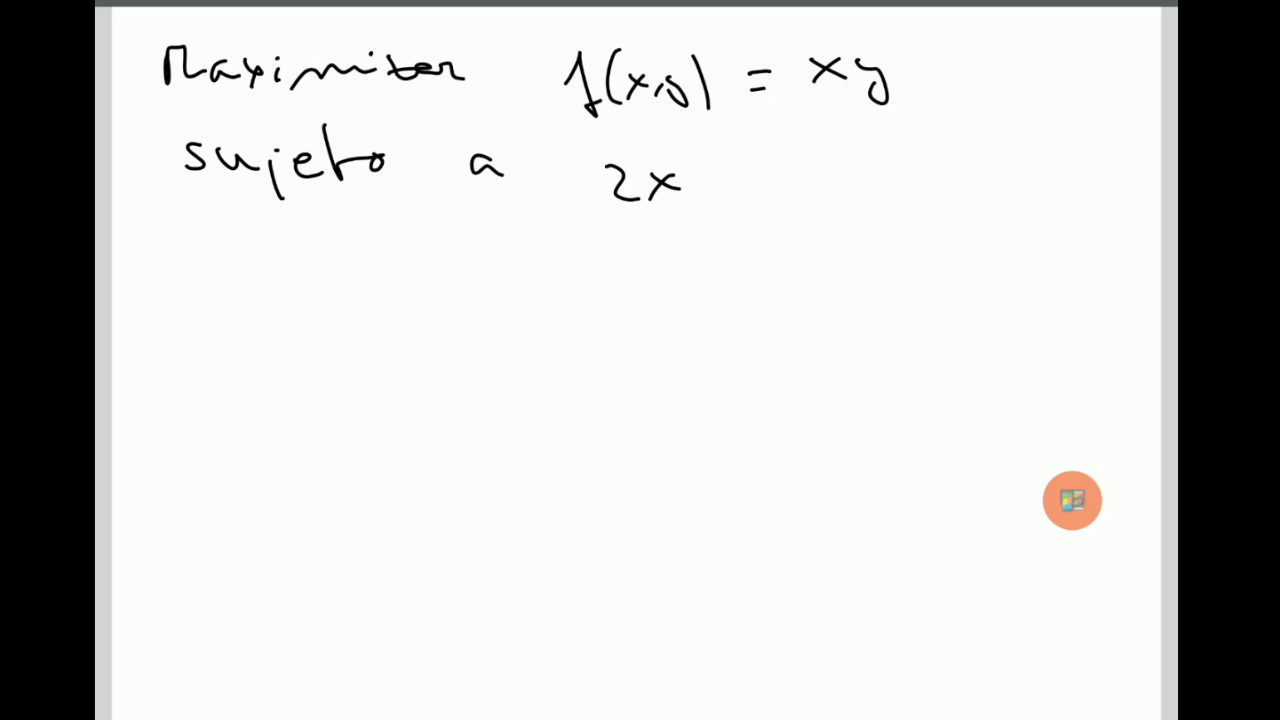 Maximizar f(x,y) = xy
sujeto a 2x